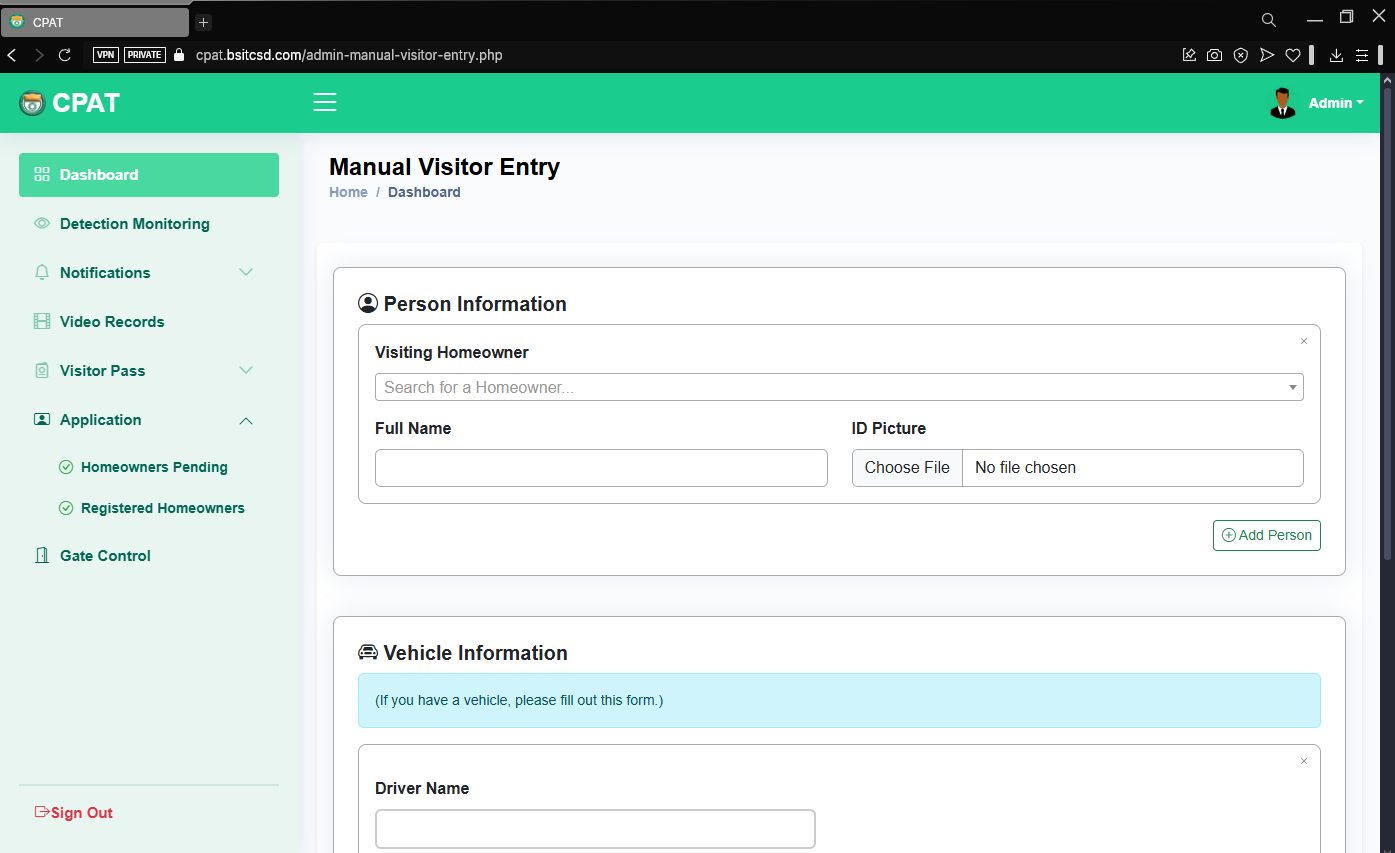 CPAT
VPN PRIVATE cpat.bsitcsd.com/admin-manual-visitor-entry.php
CPAT
Admin
Dashboard
Detection Monitoring
Notifications
Video Records
Visitor Pass
Application
Homeowners Pending
Registered Homeowners
Gate Control
Sign Out
Manual Visitor Entry
Home / Dashboard
Person Information
×
Visiting Homeowner
Search for a Homeowner...
Full Name
ID Picture
Choose File No file chosen
Add Person
Vehicle Information
(If you have a vehicle, please fill out this form.)
×
Driver Name